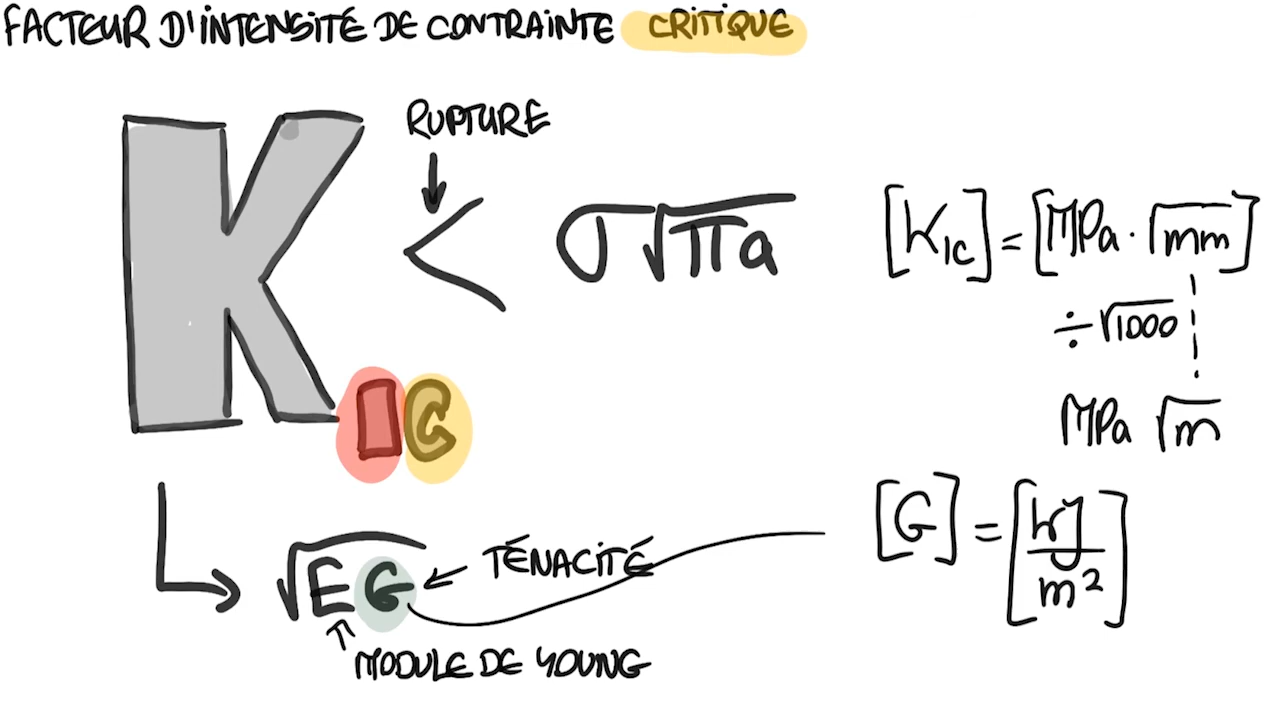 FACTEUR D'INTENSITÉ DE CONTRAINTE CRITIQUE
RUPTURE
K_IC < σ√πa
[K_IC] = [MPa · √mm]
÷ √1000
MPa √m
√EG ← TÉNACITÉ
MODULE DE YOUNG
[G] = [kJ/m²]